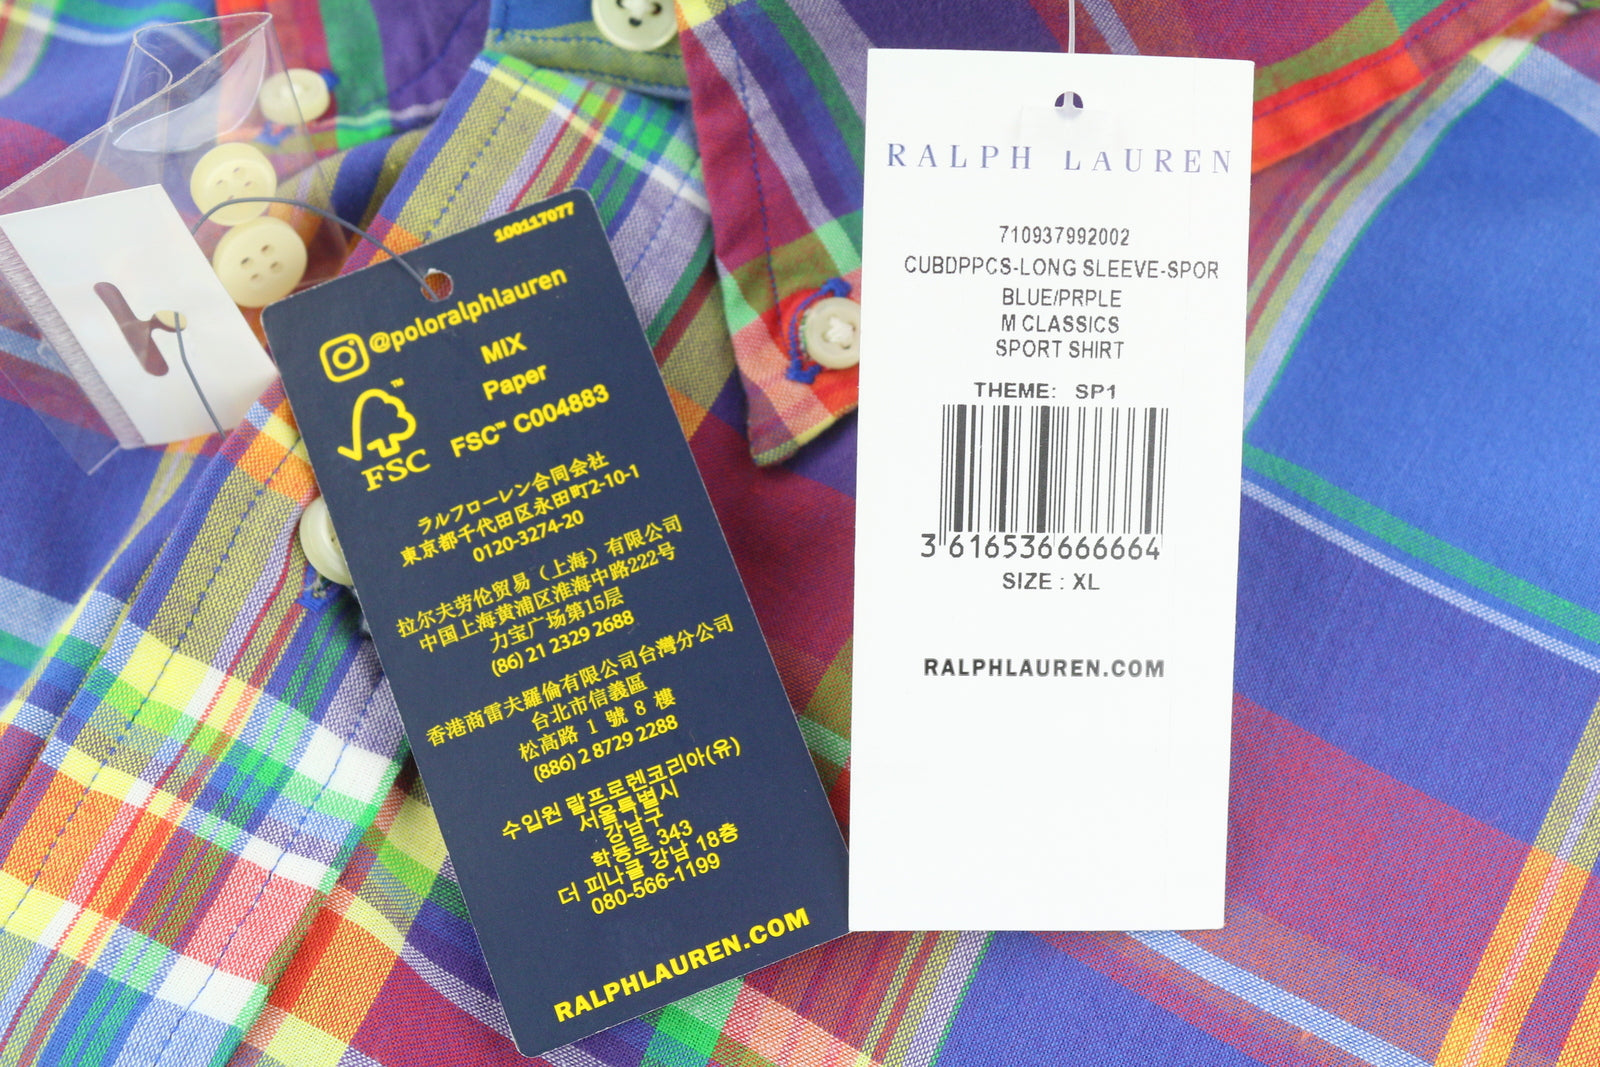 100117077
@poloralphlauren
MIX
Paper
FSC™ C004883
FSC
ラルフローレン合同会社
東京都千代田区永田町2-10-1
0120-3274-20
拉尔夫劳伦贸易（上海）有限公司
中国上海黄浦区淮海中路222号
力宝广场第15层
(86) 21 2329 2688
香港商雷夫羅倫有限公司台灣分公司
台北市信義區
松高路 1 號 8 樓
(886) 2 8729 2288
수입원 랄프로렌코리아(유)
서울특별시
강남구
학동로 343
더 피나클 강남 18층
080-566-1199
RALPHLAUREN.COM
RALPH LAUREN
710937992002
CUBDPPCS-LONG SLEEVE-SPOR
BLUE/PRPLE
M CLASSICS
SPORT SHIRT
THEME: SP1
3616536666664
SIZE : XL
RALPHLAUREN.COM